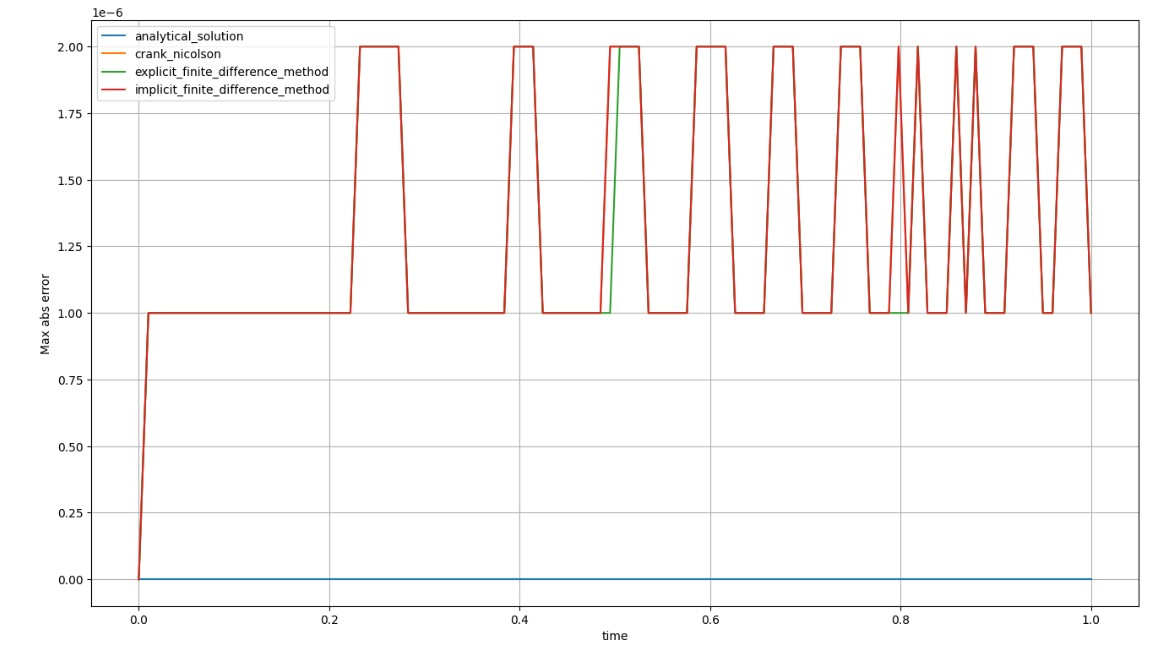 1e−6
2.00
1.75
1.50
1.25
1.00
0.75
0.50
0.25
0.00
Max abs error
analytical_solution
crank_nicolson
explicit_finite_difference_method
implicit_finite_difference_method
0.0 0.2 0.4 0.6 0.8 1.0
time